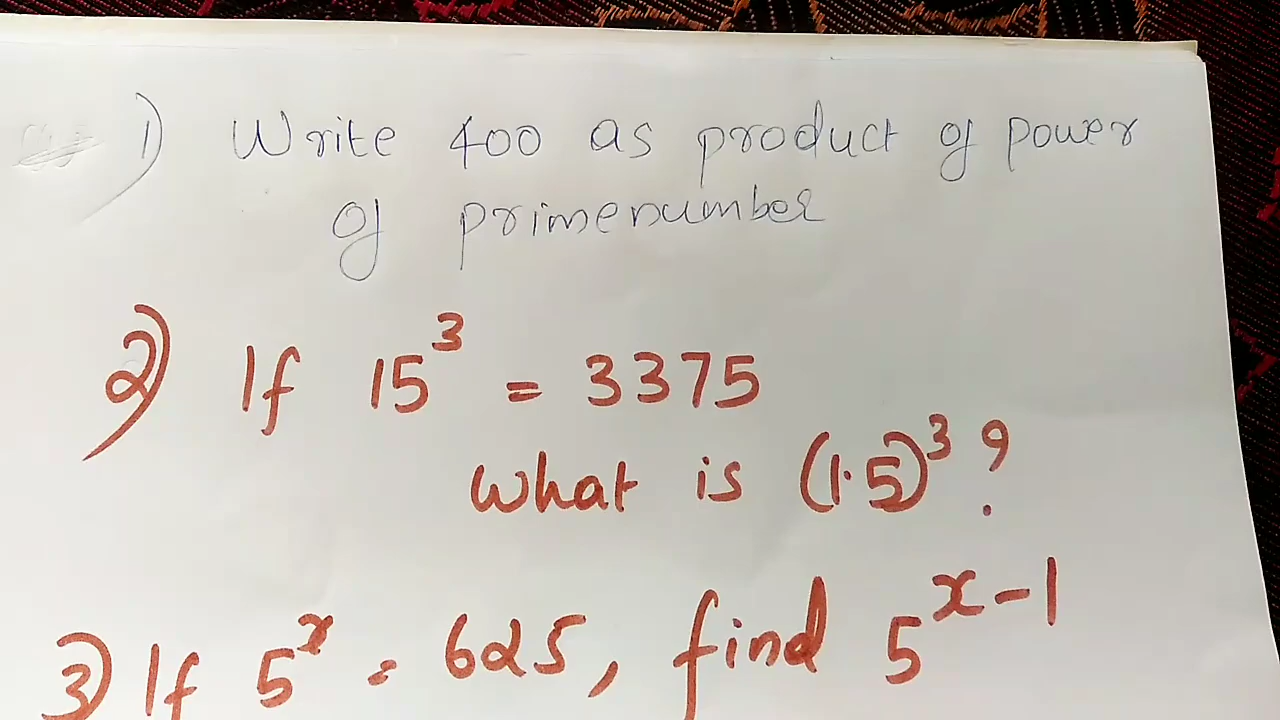 1) Write 400 as product of power
of primenumber
2) If 15³ = 3375
What is (1.5)³ ?
3) If 5ˣ = 625, find 5ˣ⁻¹